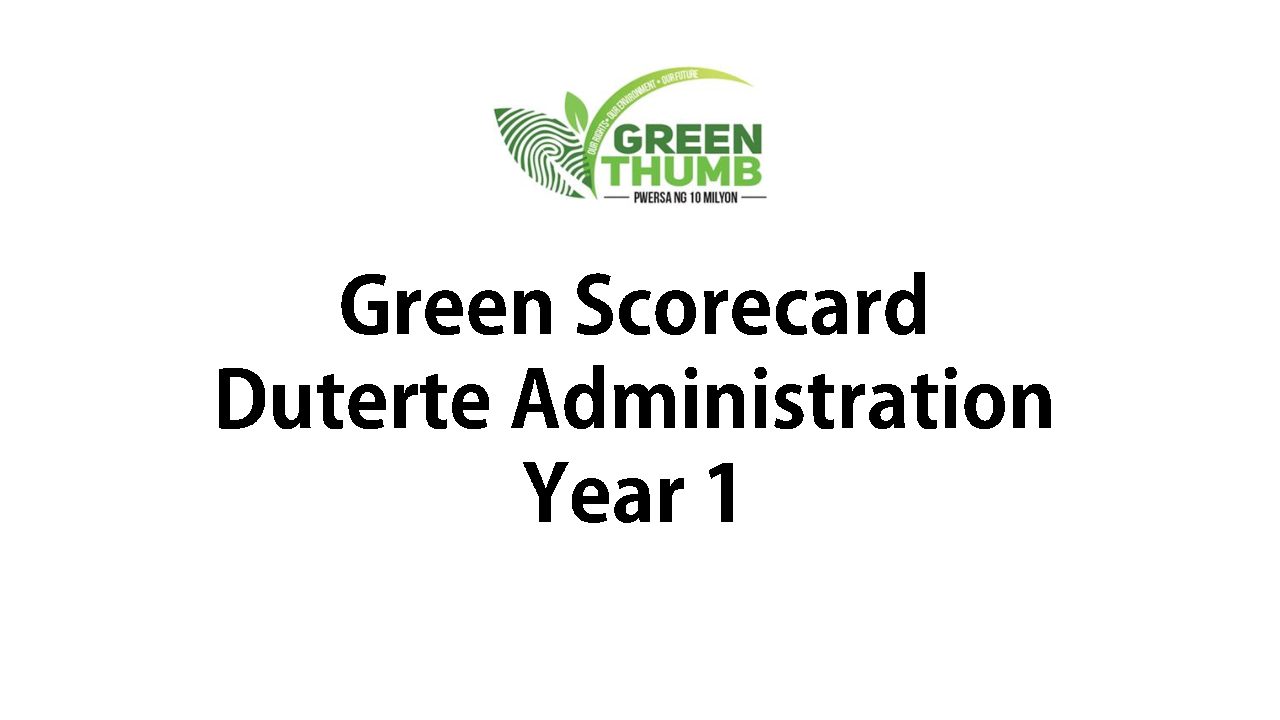 OUR RIGHTS • OUR ENVIRONMENT • OUR FUTURE
GREEN
THUMB
PWERSA NG 10 MILYON
Green Scorecard
Duterte Administration
Year 1